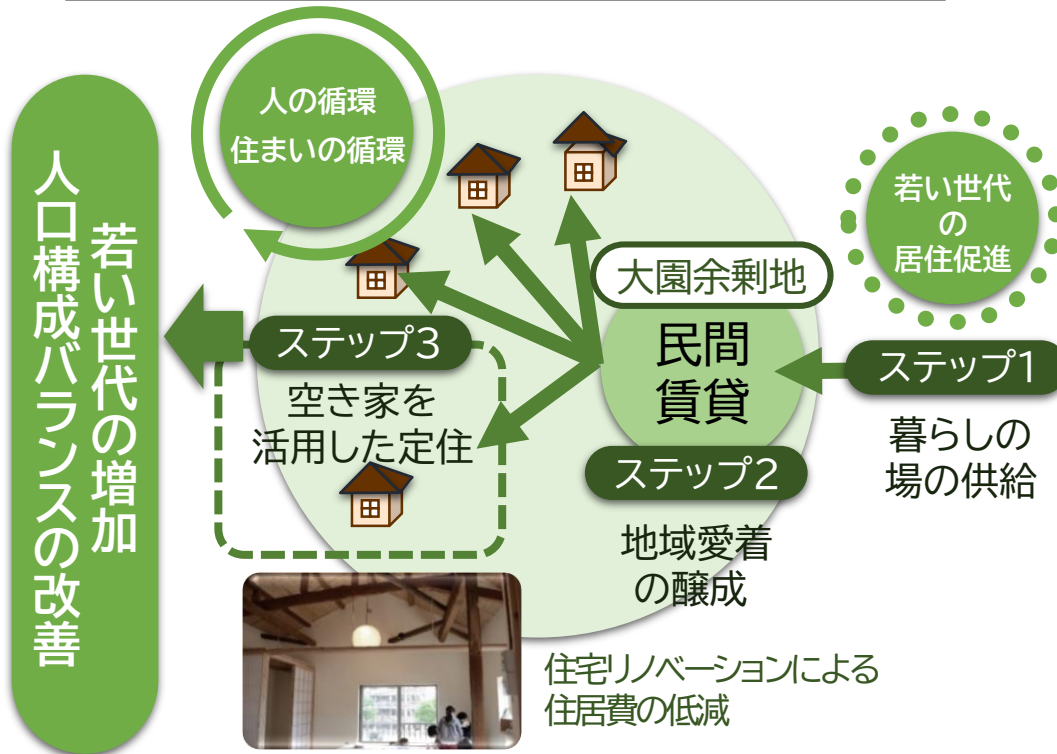 人の循環
住まいの循環
若い世代
の
居住促進
大園余剰地
民間
賃貸
ステップ1
暮らしの
場の供給
ステップ2
地域愛着
の醸成
ステップ3
空き家を
活用した定住
住宅リノベーションによる
住居費の低減
若い世代の増加
人口構成バランスの改善